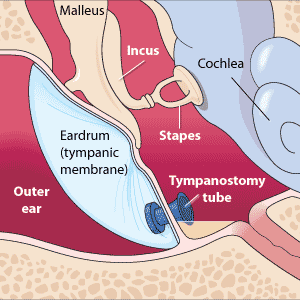 Malleus
Incus
Cochlea
Stapes
Eardrum
(tympanic
membrane)
Tympanostomy
tube
Outer
ear